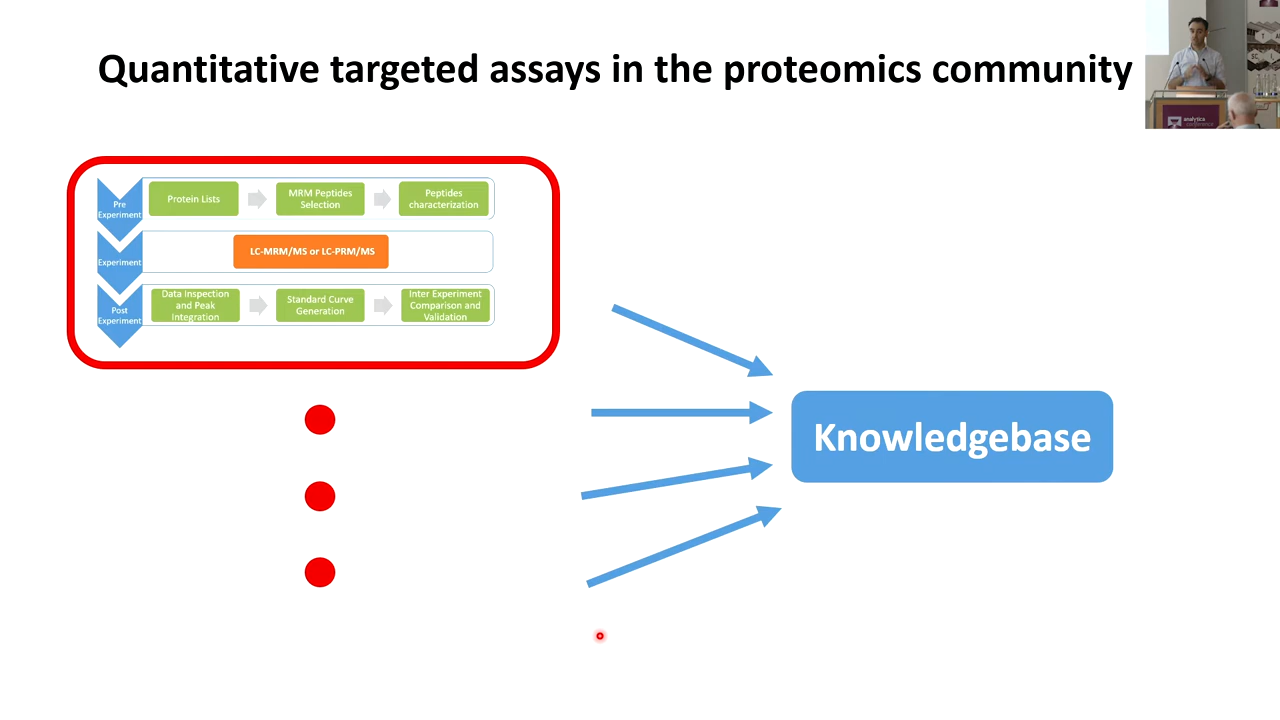 Quantitative targeted assays in the proteomics community
analytica
conference
Pre
Experiment
Protein Lists
MRM Peptides
Selection
Peptides
characterization
Experiment
LC-MRM/MS or LC-PRM/MS
Post
Experiment
Data Inspection
and Peak
Integration
Standard Curve
Generation
Inter Experiment
Comparison and
Validation
Knowledgebase